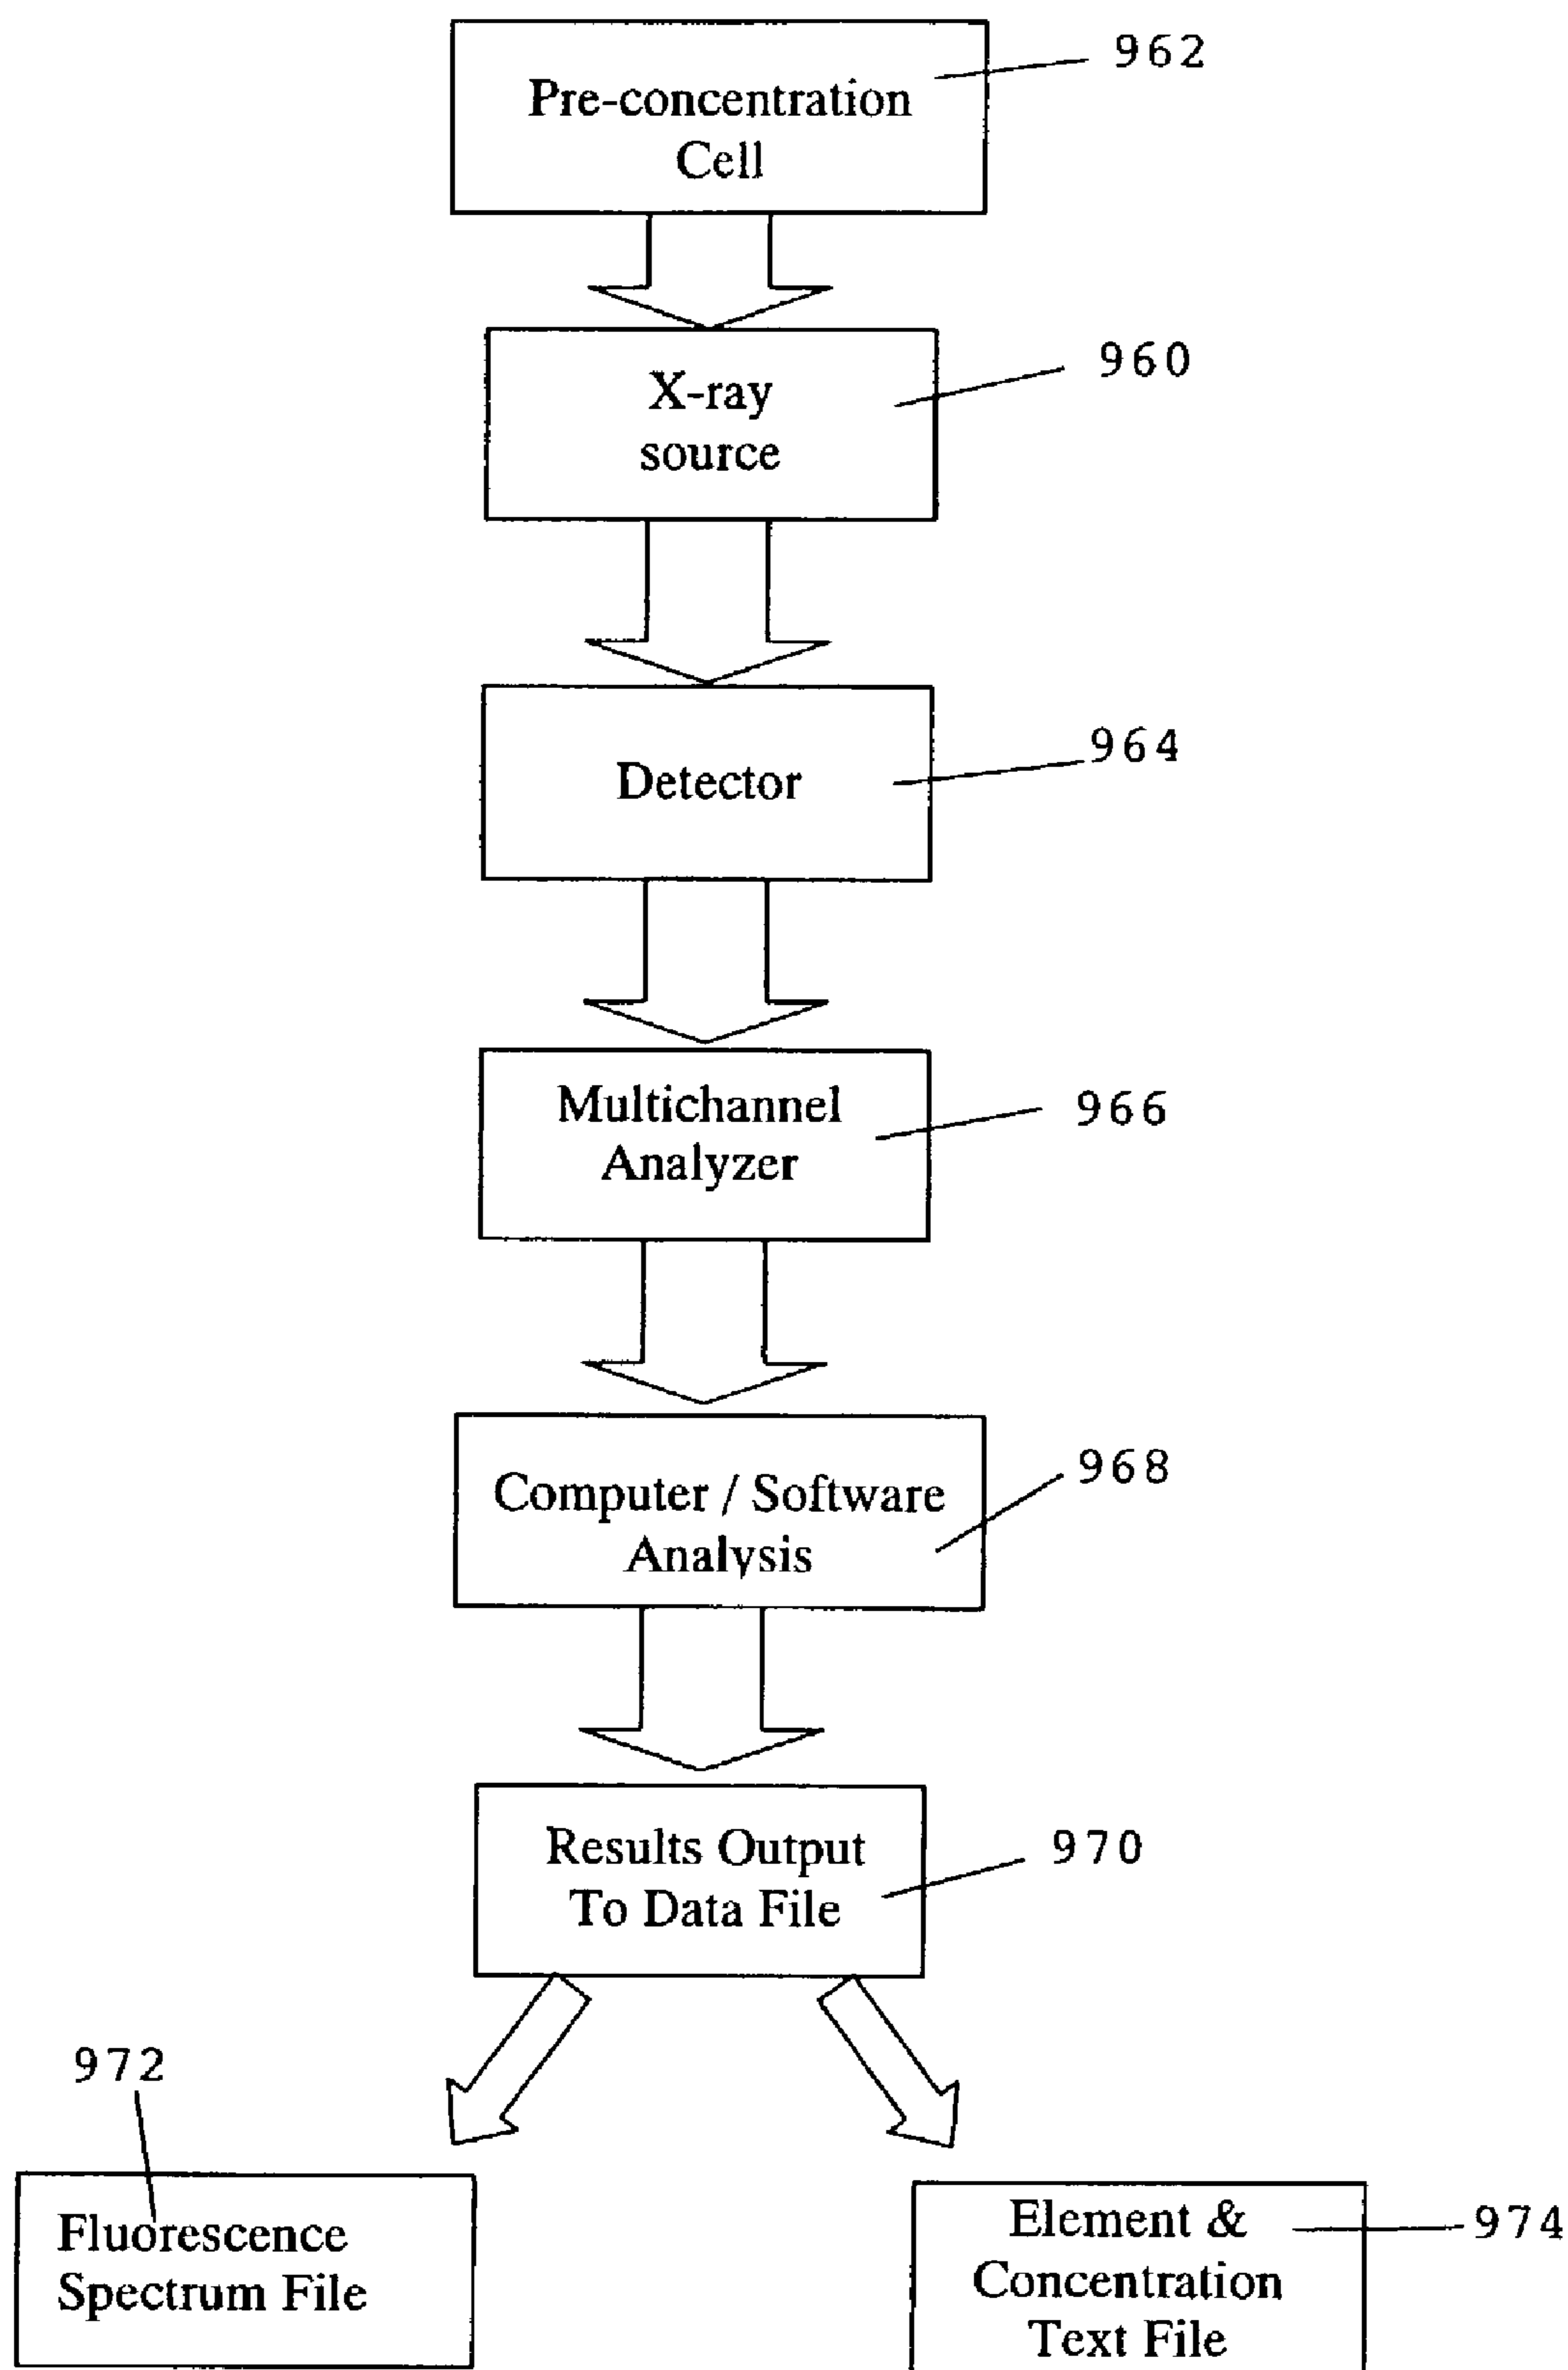 962
Pre-concentration
Cell
960
X-ray
source
964
Detector
966
Multichannel
Analyzer
968
Computer / Software
Analysis
970
Results Output
To Data File
972
Fluorescence
Spectrum File
974
Element &
Concentration
Text File